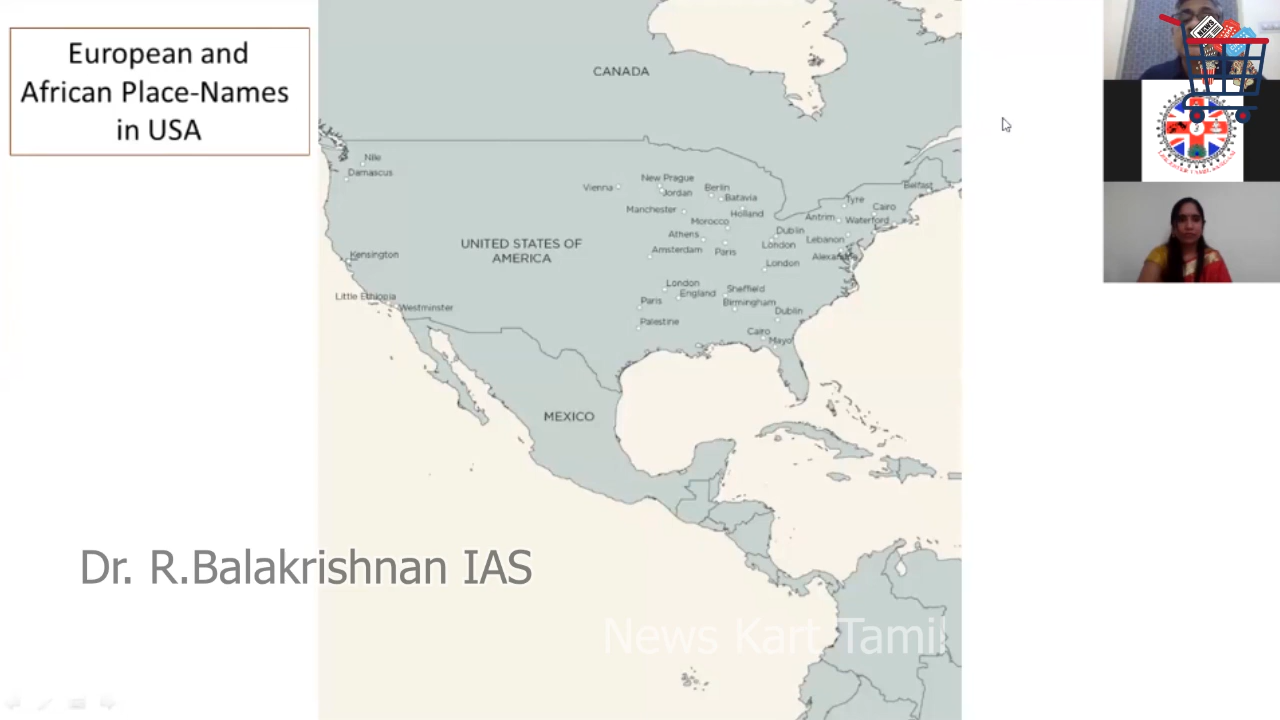 European and
African Place-Names
in USA
CANADA
Nile
Damascus
Vienna
New Prague
Jordan
Berlin
Batavia
Manchester
Holland
Morocco
Belfast
Tyre
Cairo
Antrim
Waterford
Athens
Dublin
London
Lebanon
UNITED STATES OF
AMERICA
Amsterdam
Paris
Kensington
London
Little Ethiopia
Westminster
London
England
Sheffield
Paris
Birmingham
Dublin
Palestine
Cairo
Mayo
MEXICO
Dr. R.Balakrishnan IAS
News Kart Tamil